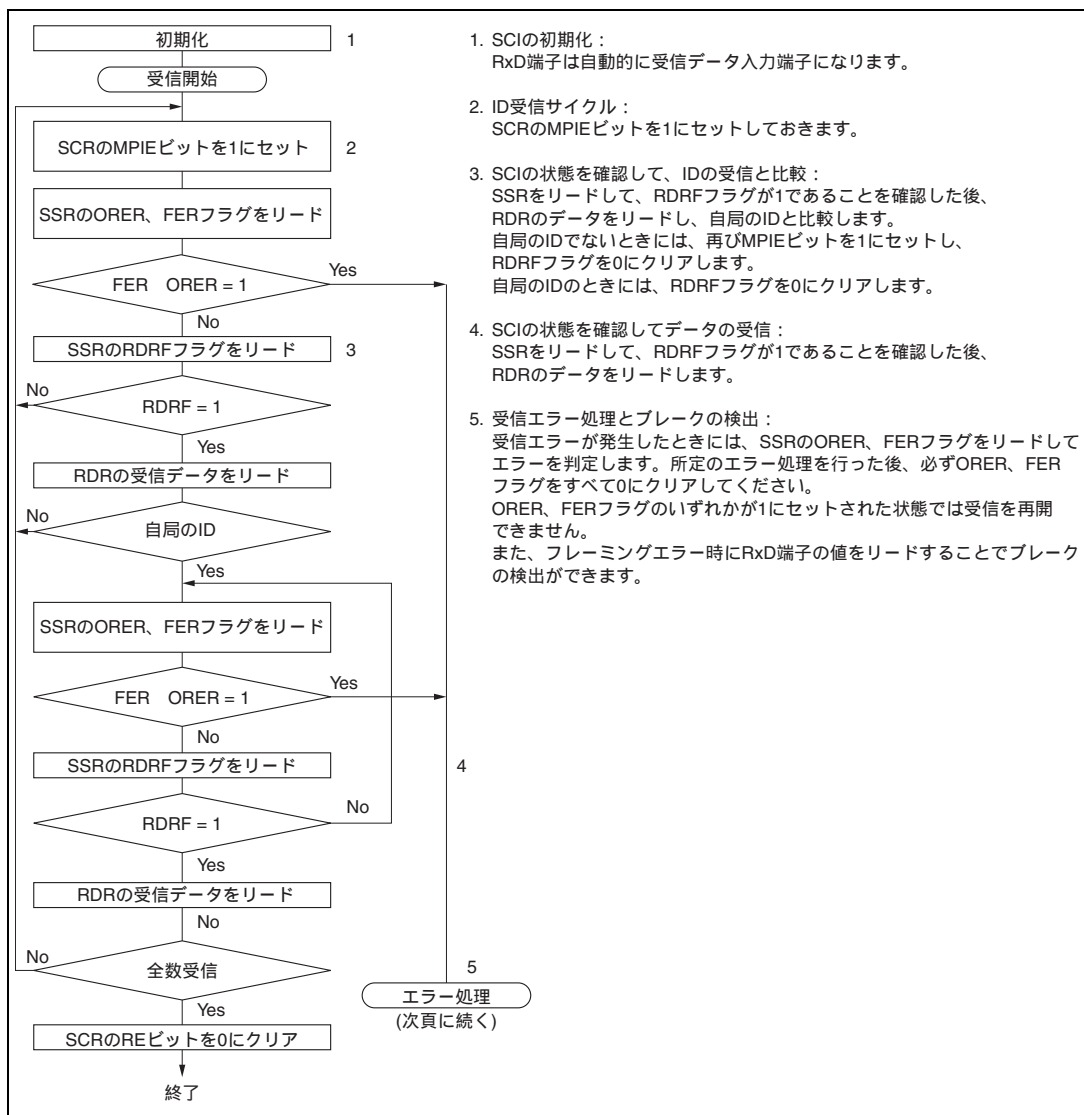 初期化 1
受信開始
SCRのMPIEビットを1にセット 2
SSRのORER、FERフラグをリード
FER ORER = 1
Yes
No
SSRのRDRFフラグをリード 3
No
RDRF = 1
Yes
RDRの受信データをリード
No
自局のID
Yes
SSRのORER、FERフラグをリード
Yes
FER ORER = 1
No
SSRのRDRFフラグをリード 4
No
RDRF = 1
Yes
RDRの受信データをリード
No
No
全数受信
Yes
SCRのREビットを0にクリア
終了
5
エラー処理
(次頁に続く)
1. SCIの初期化：
RxD端子は自動的に受信データ入力端子になります。
2. ID受信サイクル：
SCRのMPIEビットを1にセットしておきます。
3. SCIの状態を確認して、IDの受信と比較：
SSRをリードして、RDRFフラグが1であることを確認した後、
RDRのデータをリードし、自局のIDと比較します。
自局のIDでないときには、再びMPIEビットを1にセットし、
RDRFフラグを0にクリアします。
自局のIDのときには、RDRFフラグを0にクリアします。
4. SCIの状態を確認してデータの受信：
SSRをリードして、RDRFフラグが1であることを確認した後、
RDRのデータをリードします。
5. 受信エラー処理とブレークの検出：
受信エラーが発生したときには、SSRのORER、FERフラグをリードして
エラーを判定します。所定のエラー処理を行った後、必ずORER、FER
フラグをすべて0にクリアしてください。
ORER、FERフラグのいずれかが1にセットされた状態では受信を再開
できません。
また、フレーミングエラー時にRxD端子の値をリードすることでブレーク
の検出ができます。